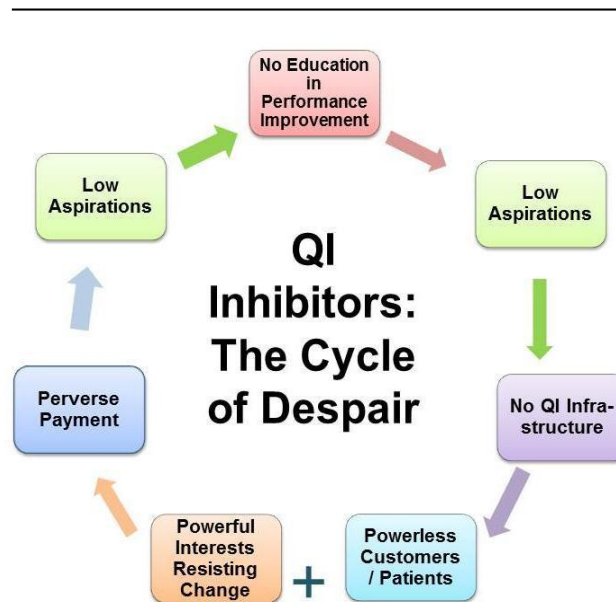 No Education
in
Performance
Improvement
Low
Aspirations
Low
Aspirations
QI
Inhibitors:
The Cycle
of Despair
Perverse
Payment
No QI Infra-
structure
Powerful
Interests
Resisting
Change
+
Powerless
Customers
/ Patients